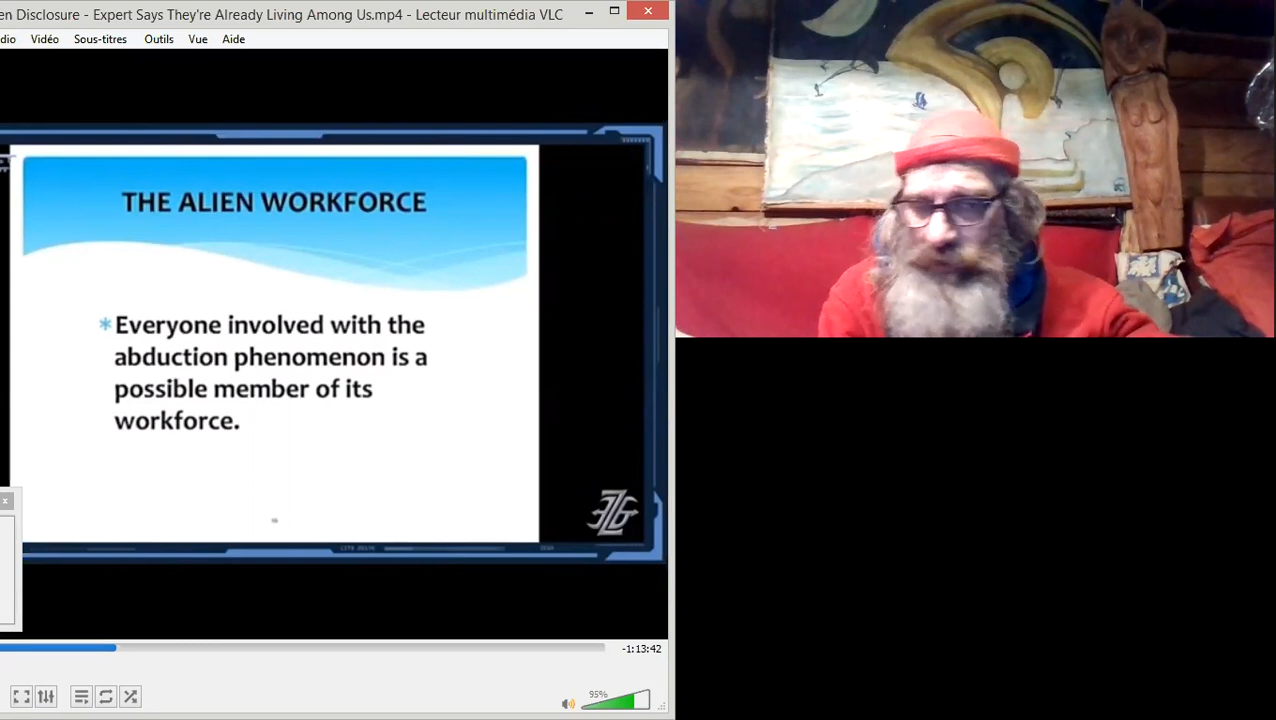 en Disclosure - Expert Says They're Already Living Among Us.mp4 - Lecteur multimédia VLC
dio Vidéo Sous-titres Outils Vue Aide
THE ALIEN WORKFORCE
*Everyone involved with the
abduction phenomenon is a
possible member of its
workforce.
-1:13:42
95%